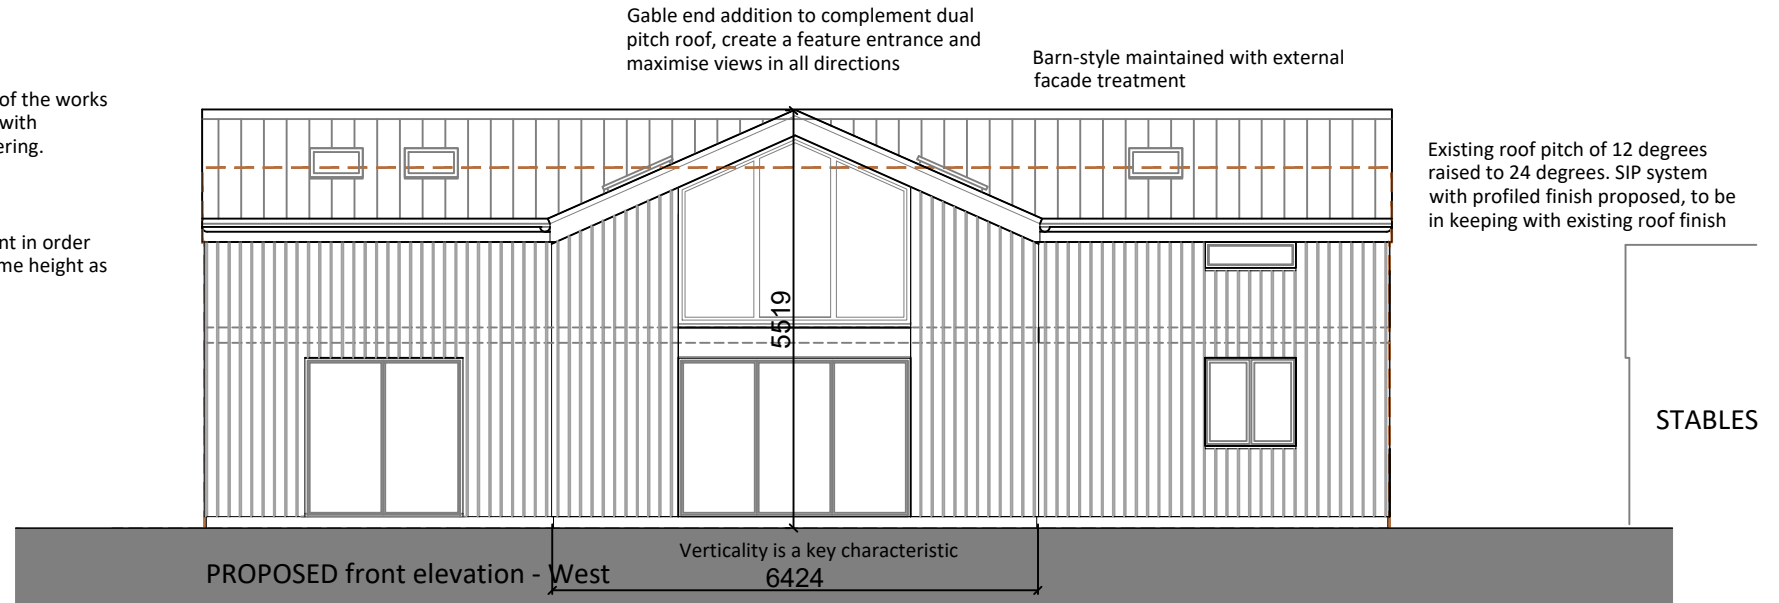 Gable end addition to complement dual
pitch roof, create a feature entrance and
maximise views in all directions
Barn-style maintained with external
facade treatment
of the works
with
ering.
Existing roof pitch of 12 degrees
raised to 24 degrees. SIP system
with profiled finish proposed, to be
in keeping with existing roof finish
nt in order
me height as
5519
STABLES
Verticality is a key characteristic
PROPOSED front elevation - West
6424